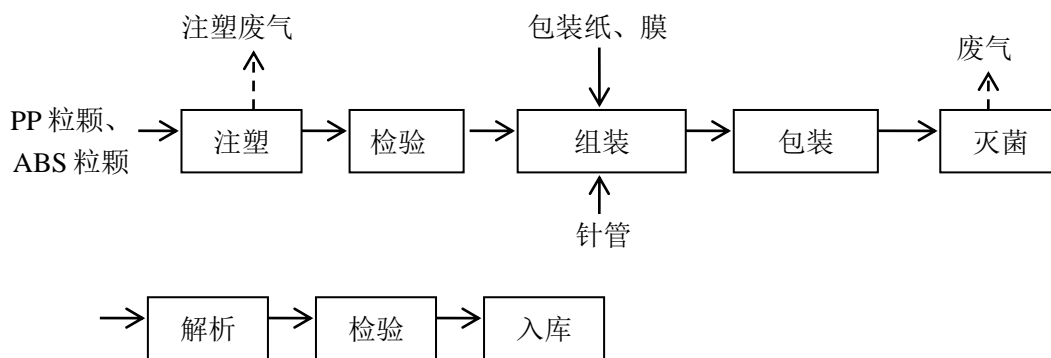 注塑废气
包装纸、膜
废气
PP 粒颗、
ABS 粒颗
注塑
检验
组装
包装
灭菌
针管
解析
检验
入库